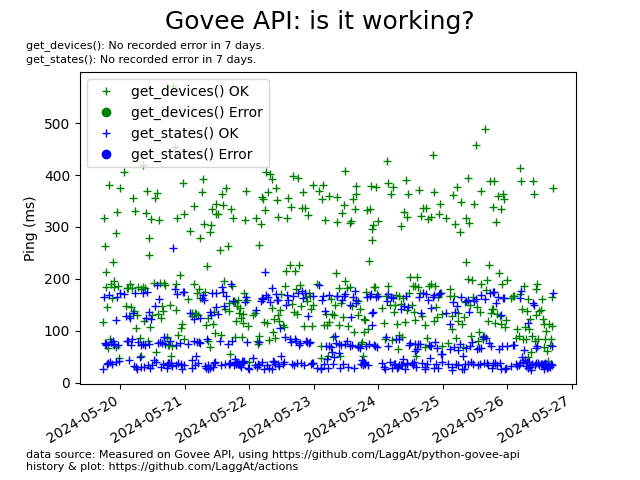 Govee API: is it working?
get_devices(): No recorded error in 7 days.
get_states(): No recorded error in 7 days.
get_devices() OK
get_devices() Error
get_states() OK
get_states() Error
Ping (ms)
500
400
300
200
100
0
2024-05-20
2024-05-21
2024-05-22
2024-05-23
2024-05-24
2024-05-25
2024-05-26
2024-05-27
data source: Measured on Govee API, using https://github.com/LaggAt/python-govee-api
history & plot: https://github.com/LaggAt/actions